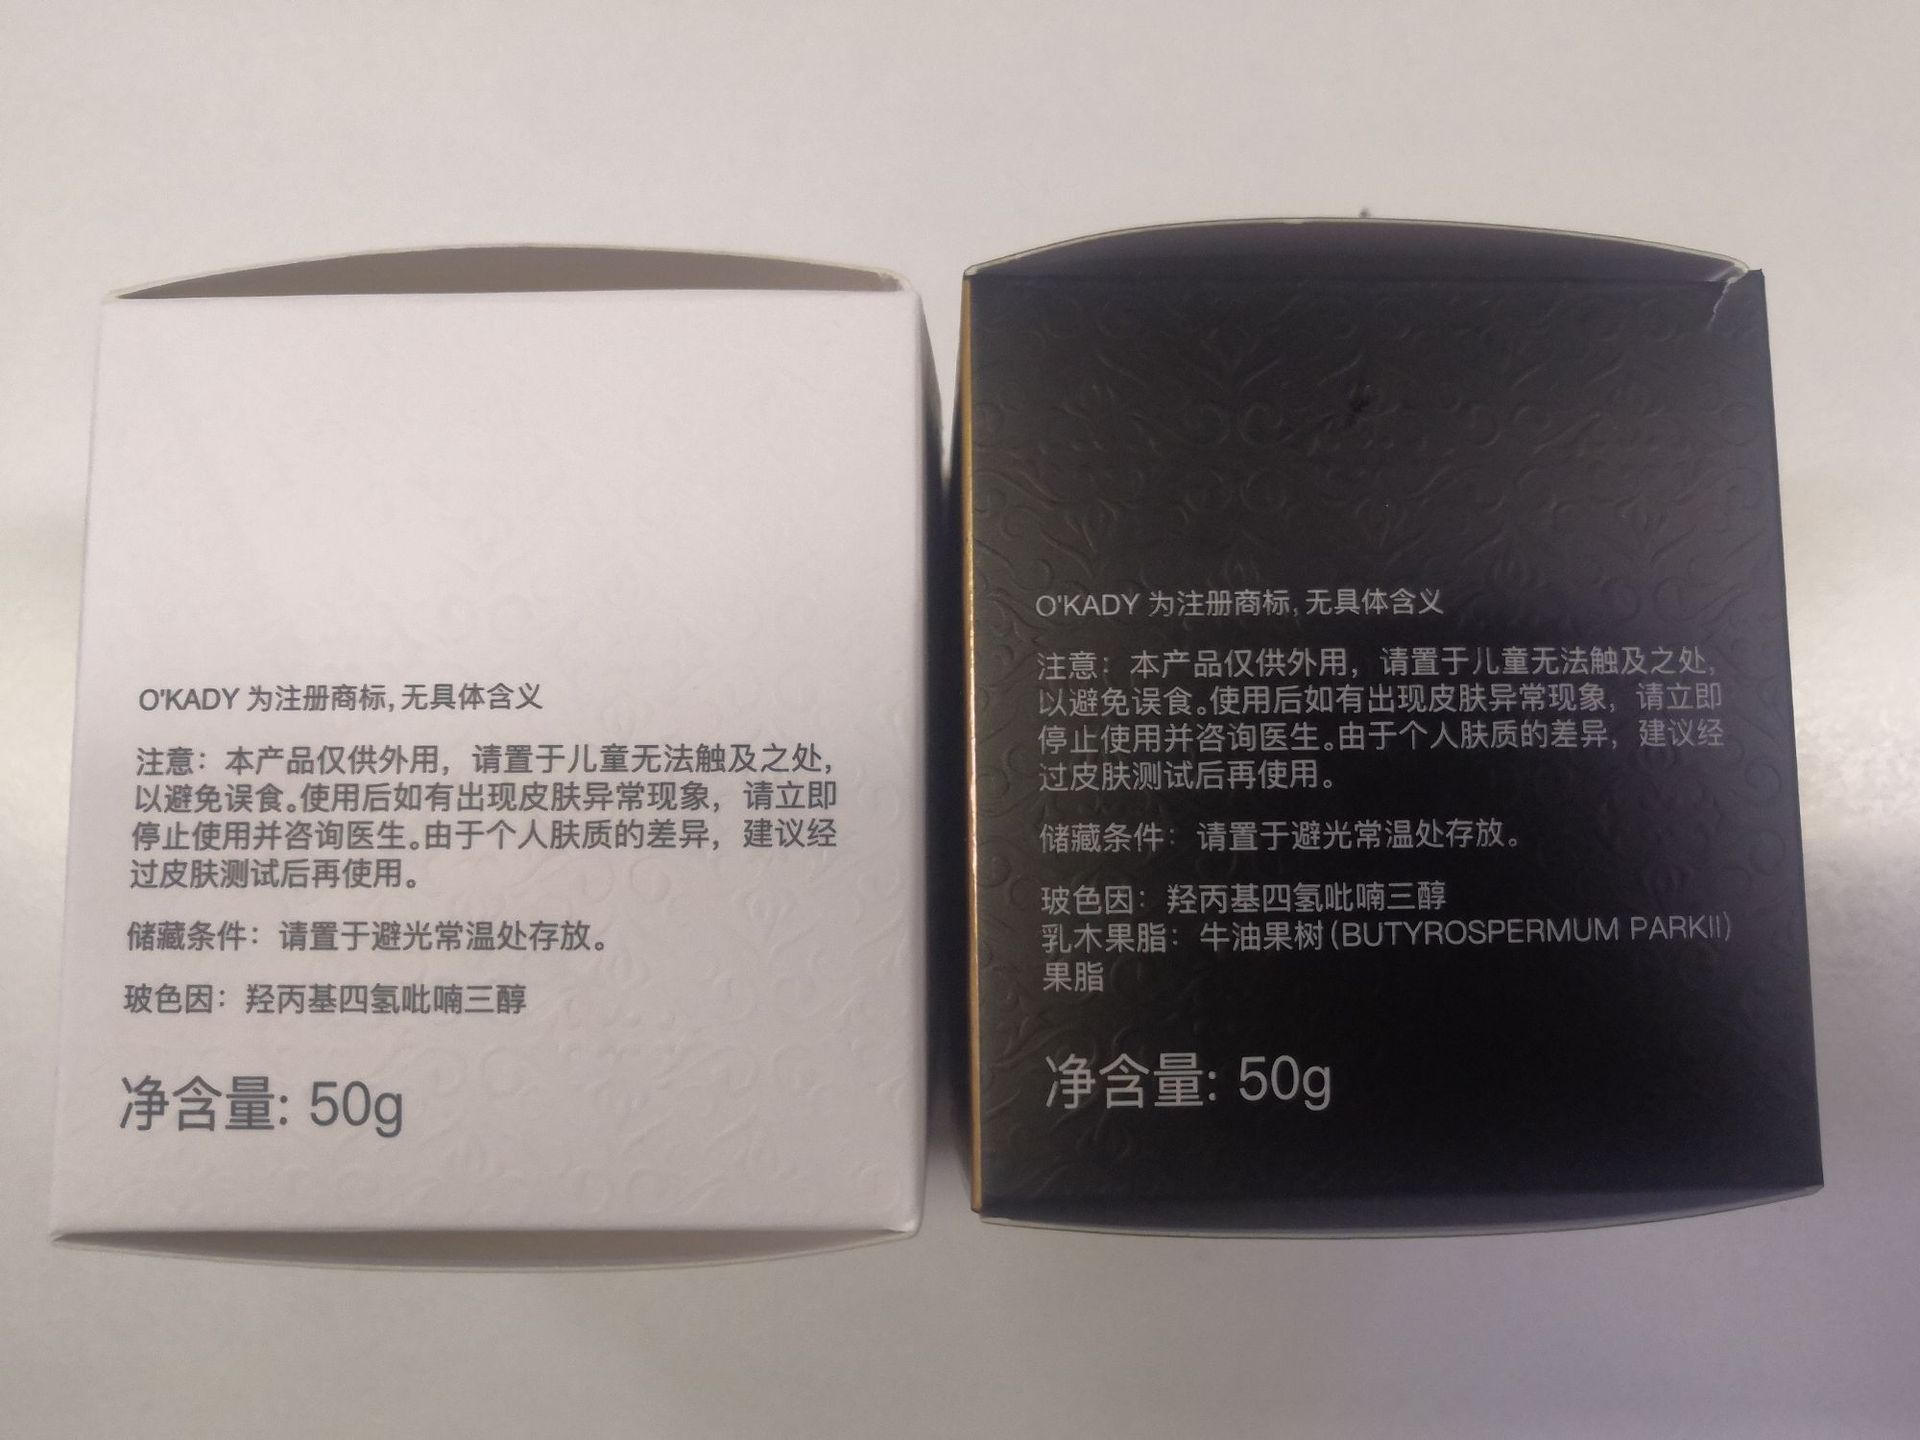 O'KADY 为注册商标,无具体含义
注意：本产品仅供外用，请置于儿童无法触及之处，
以避免误食。使用后如有出现皮肤异常现象，请立即
停止使用并咨询医生。由于个人肤质的差异，建议经
过皮肤测试后再使用。
储藏条件：请置于避光常温处存放。
玻色因：羟丙基四氢吡喃三醇
净含量: 50g
O'KADY 为注册商标,无具体含义
注意：本产品仅供外用，请置于儿童无法触及之处，
以避免误食。使用后如有出现皮肤异常现象，请立即
停止使用并咨询医生。由于个人肤质的差异，建议经
过皮肤测试后再使用。
储藏条件：请置于避光常温处存放。
玻色因：羟丙基四氢吡喃三醇
乳木果脂：牛油果树(BUTYROSPERMUM PARKII)
果脂
净含量: 50g